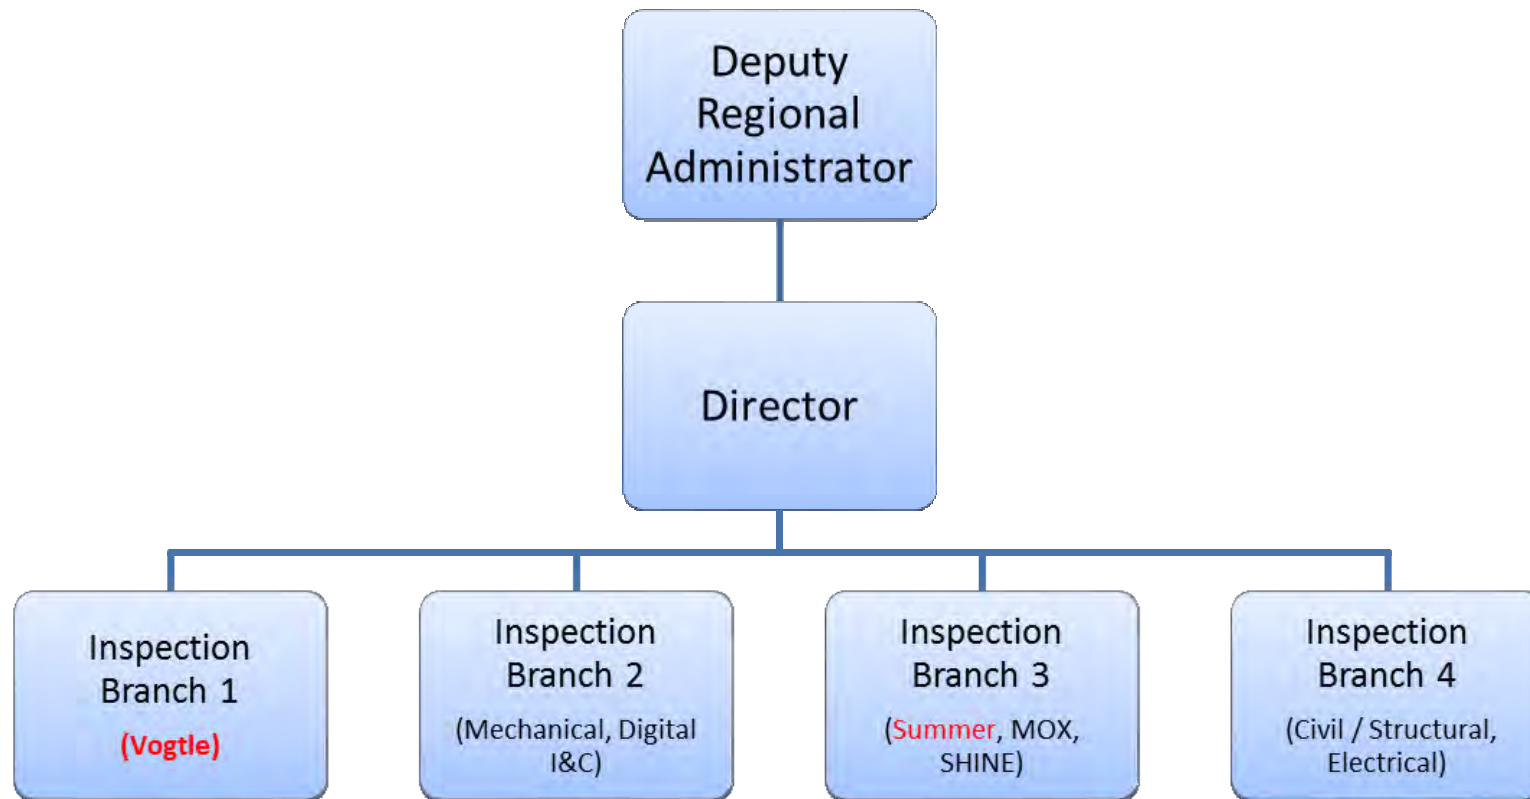 Deputy
Regional
Administrator
Director
Inspection
Branch 1
(Vogtle)
Inspection
Branch 2
(Mechanical, Digital
I&C)
Inspection
Branch 3
(Summer, MOX,
SHINE)
Inspection
Branch 4
(Civil / Structural,
Electrical)